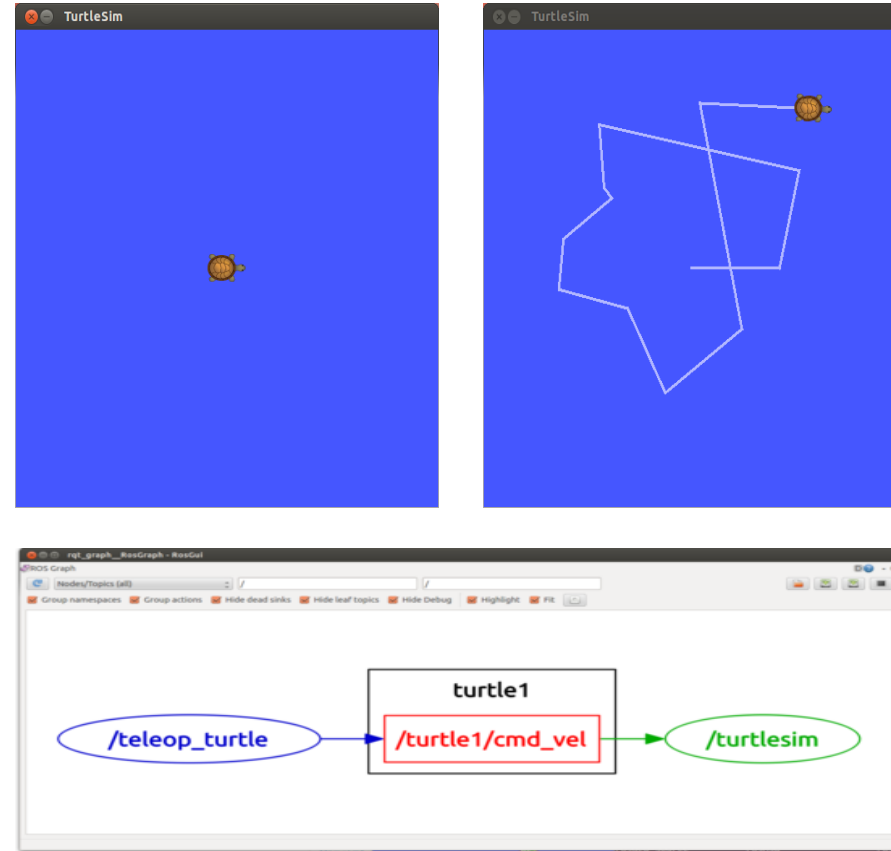 TurtleSim
TurtleSim
rqt_graph__RosGraph - RosGui
ROS Graph
Nodes/Topics (all) / /
Group namespaces Group actions Hide dead sinks Hide leaf topics Hide Debug Highlight Fit
turtle1
/teleop_turtle /turtle1/cmd_vel /turtlesim